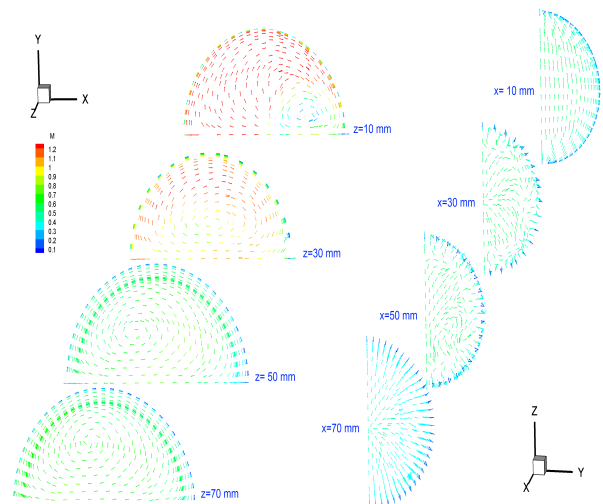 Y
X
Z
M
1.2
1.1
1
0.9
0.8
0.7
0.6
0.5
0.4
0.3
0.2
0.1
z=10 mm
z=30 mm
z= 50 mm
z=70 mm
x= 10 mm
x=30 mm
x=50 mm
x=70 mm
Z
Y
X